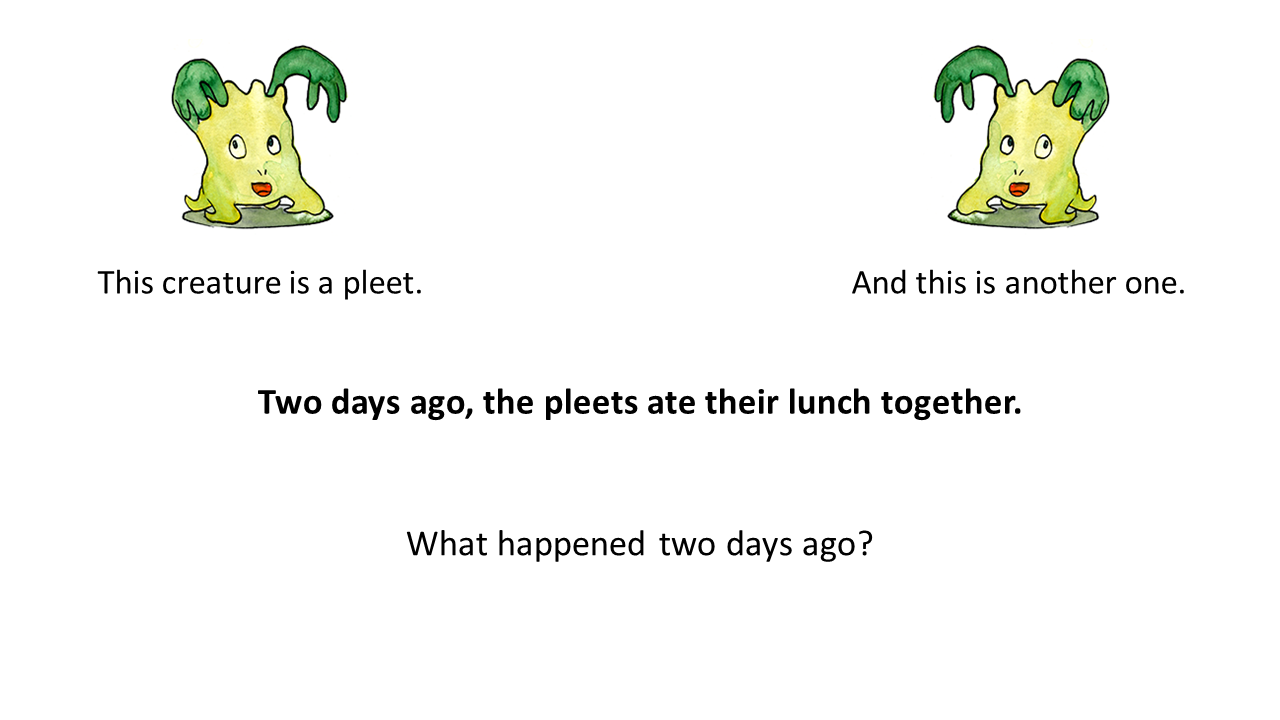 This creature is a pleet.
And this is another one.
Two days ago, the pleets ate their lunch together.
What happened two days ago?